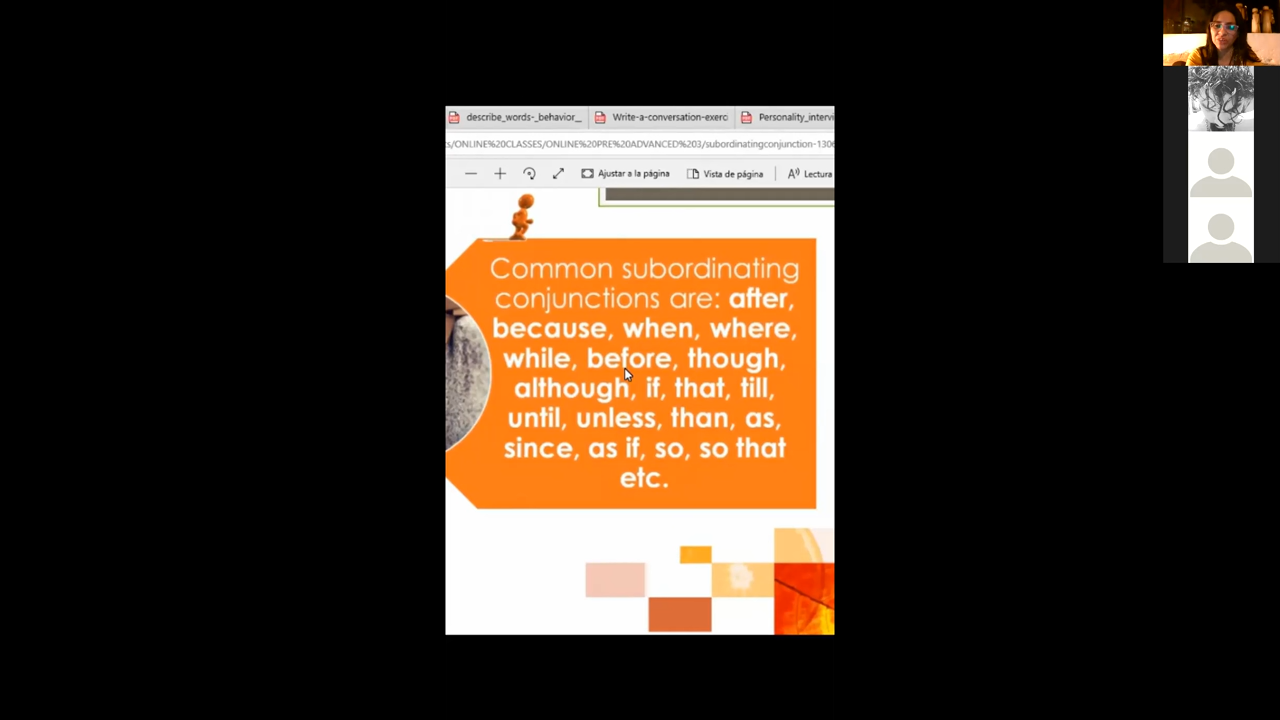 describe_words-_behavior_
Write-a-conversation-exerc
Personality_intervi
s/ONLINE%20CLASSES/ONLINE%20PRE%20ADVANCED%203/subordinatingconjunction-1306
Ajustar a la página
Vista de página
A Lectura
Common subordinating
conjunctions are: after,
because, when, where,
while, before, though,
although, if, that, till,
until, unless, than, as,
since, as if, so, so that
etc.